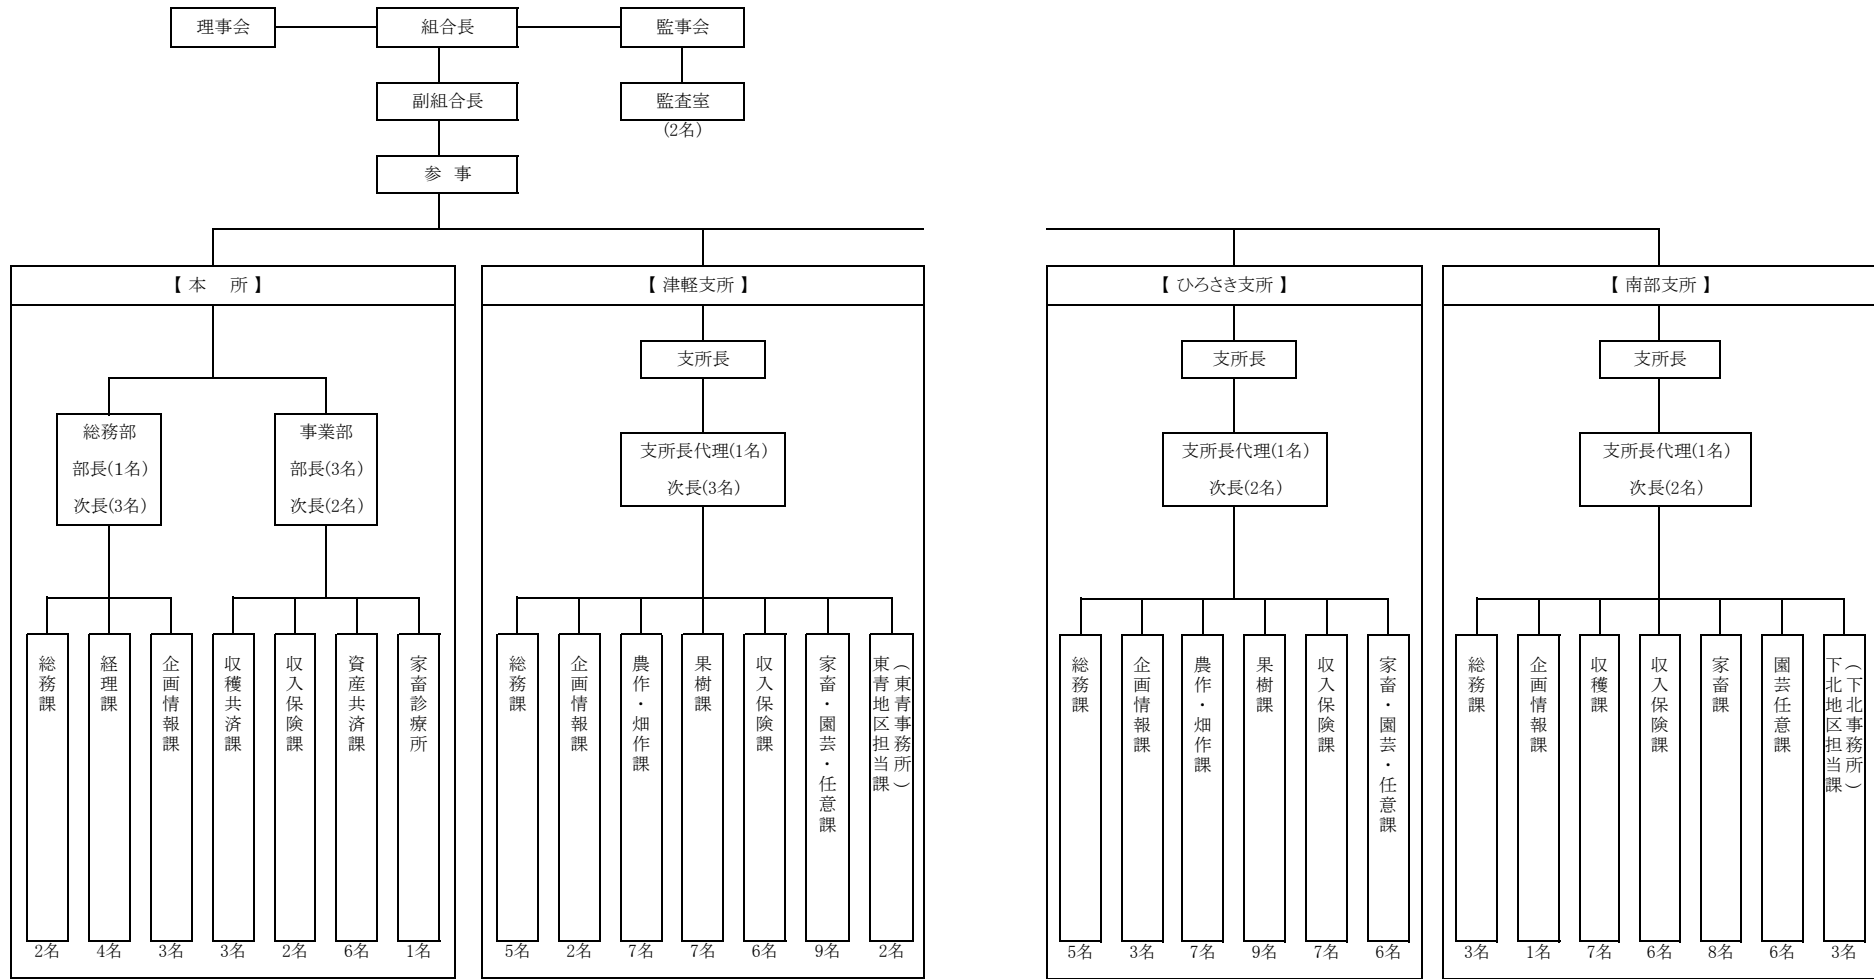 理事会
組合長
監事会
副組合長
監査室
(2名)
参 事
【 本 所 】
【 津軽支所 】
【 ひろさき支所 】
【 南部支所 】
総務部
部長(1名)
次長(3名)
事業部
部長(3名)
次長(2名)
総務課
経理課
企画情報課
収穫共済課
収入保険課
資産共済課
家畜診療所
2名
4名
3名
3名
2名
6名
1名
支所長
支所長代理(1名)
次長(3名)
総務課
企画情報課
農作・畑作課
果樹課
収入保険課
家畜・園芸・任意課
(東青事務所)
東青地区担当課
5名
2名
7名
7名
6名
9名
2名
支所長
支所長代理(1名)
次長(2名)
総務課
企画情報課
農作・畑作課
果樹課
収入保険課
家畜・園芸・任意課
5名
3名
7名
9名
7名
6名
支所長
支所長代理(1名)
次長(2名)
総務課
企画情報課
収穫課
収入保険課
家畜課
園芸任意課
(下北事務所)
下北地区担当課
3名
1名
7名
6名
8名
6名
3名